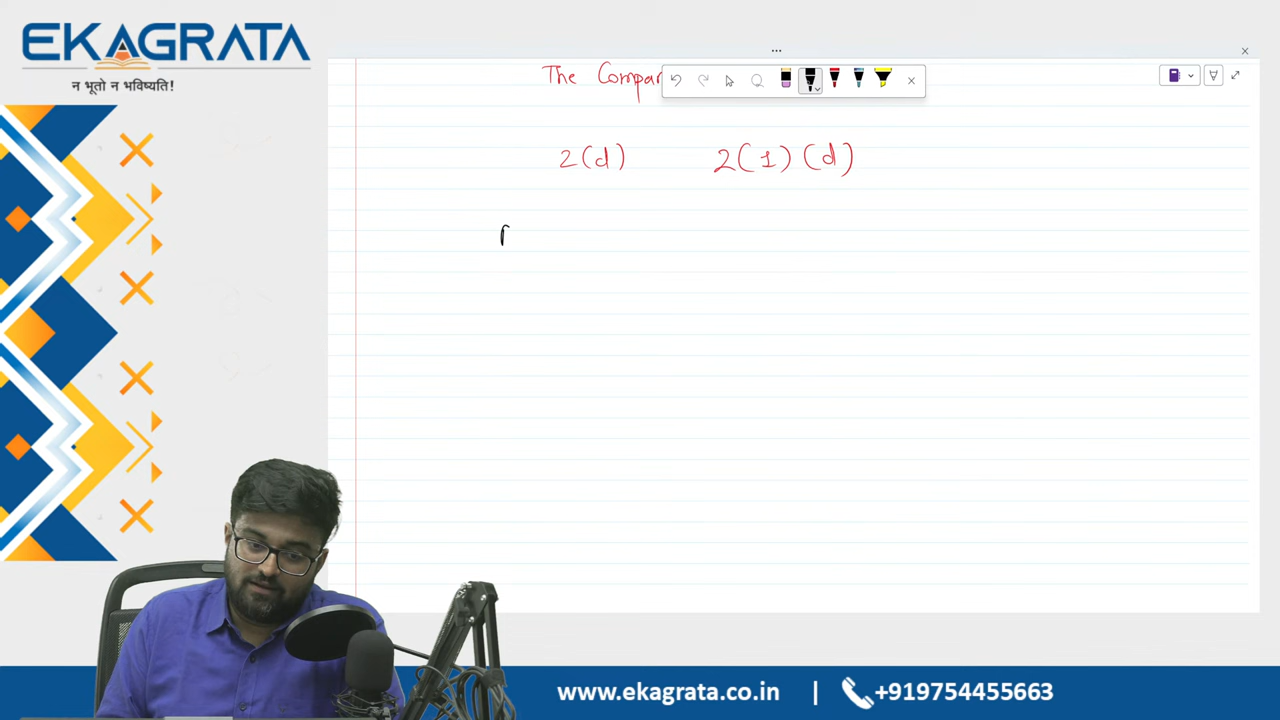 EKAGRATA
न भूतो न भविष्यति!
The Compar
2(d) 2(1)(d)
www.ekagrata.co.in | +919754455663